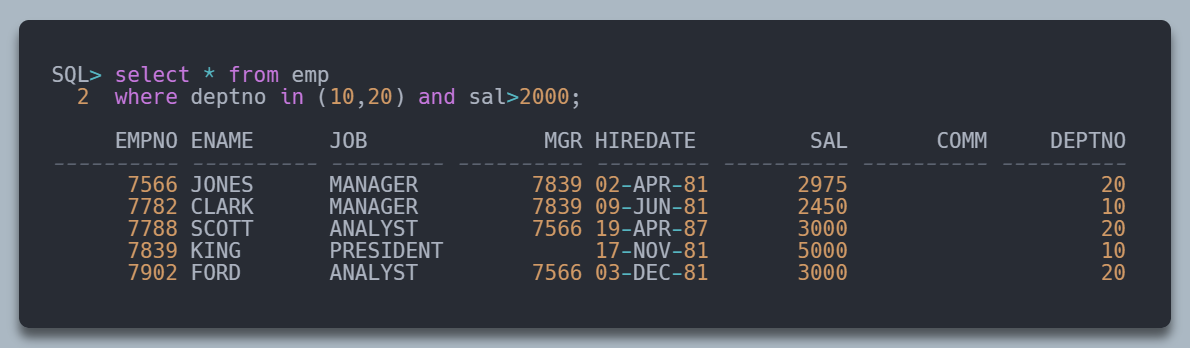 SQL> select * from emp
  2  where deptno in (10,20) and sal>2000;

     EMPNO ENAME      JOB              MGR HIREDATE         SAL       COMM     DEPTNO
---------- ---------- --------- ---------- --------- ---------- ---------- ----------
      7566 JONES      MANAGER         7839 02-APR-81       2975                    20
      7782 CLARK      MANAGER         7839 09-JUN-81       2450                    10
      7788 SCOTT      ANALYST         7566 19-APR-87       3000                    20
      7839 KING       PRESIDENT            17-NOV-81       5000                    10
      7902 FORD       ANALYST         7566 03-DEC-81       3000                    20